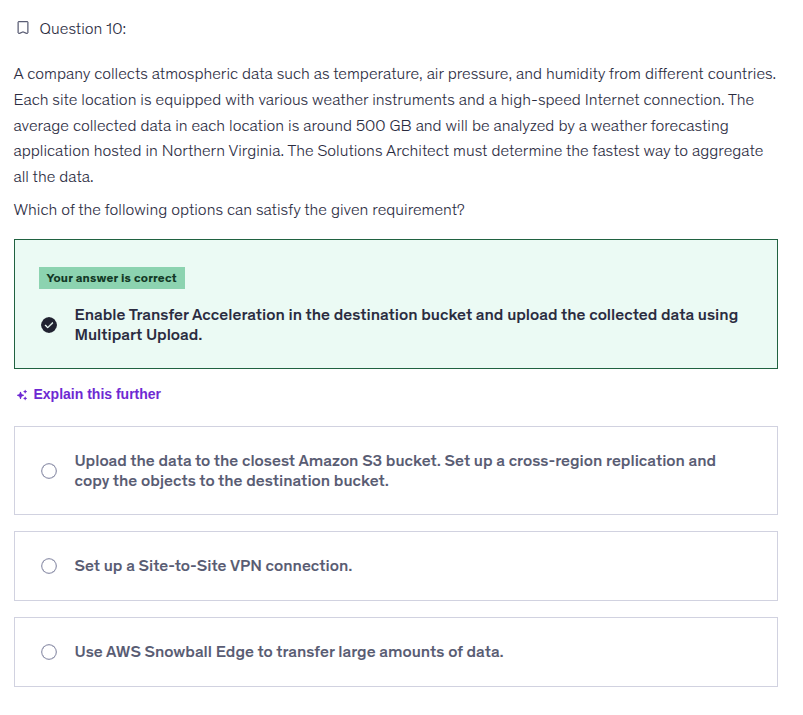 Question 10:
A company collects atmospheric data such as temperature, air pressure, and humidity from different countries.
Each site location is equipped with various weather instruments and a high-speed Internet connection. The
average collected data in each location is around 500 GB and will be analyzed by a weather forecasting
application hosted in Northern Virginia. The Solutions Architect must determine the fastest way to aggregate
all the data.
Which of the following options can satisfy the given requirement?
Your answer is correct
Enable Transfer Acceleration in the destination bucket and upload the collected data using
Multipart Upload.
Explain this further
Upload the data to the closest Amazon S3 bucket. Set up a cross-region replication and
copy the objects to the destination bucket.
Set up a Site-to-Site VPN connection.
Use AWS Snowball Edge to transfer large amounts of data.